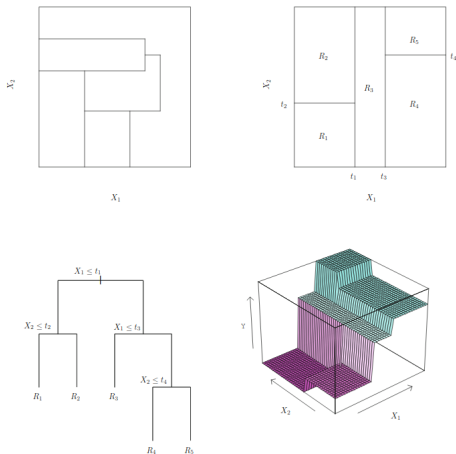 X₂
X₁
X₂
R₅
t₄
R₂
R₃
t₂
R₄
R₁
t₁
t₃
X₁
X₁ ≤ t₁
X₂ ≤ t₂
X₁ ≤ t₃
X₂ ≤ t₄
R₁
R₂
R₃
R₄
R₅
Y
X₂
X₁